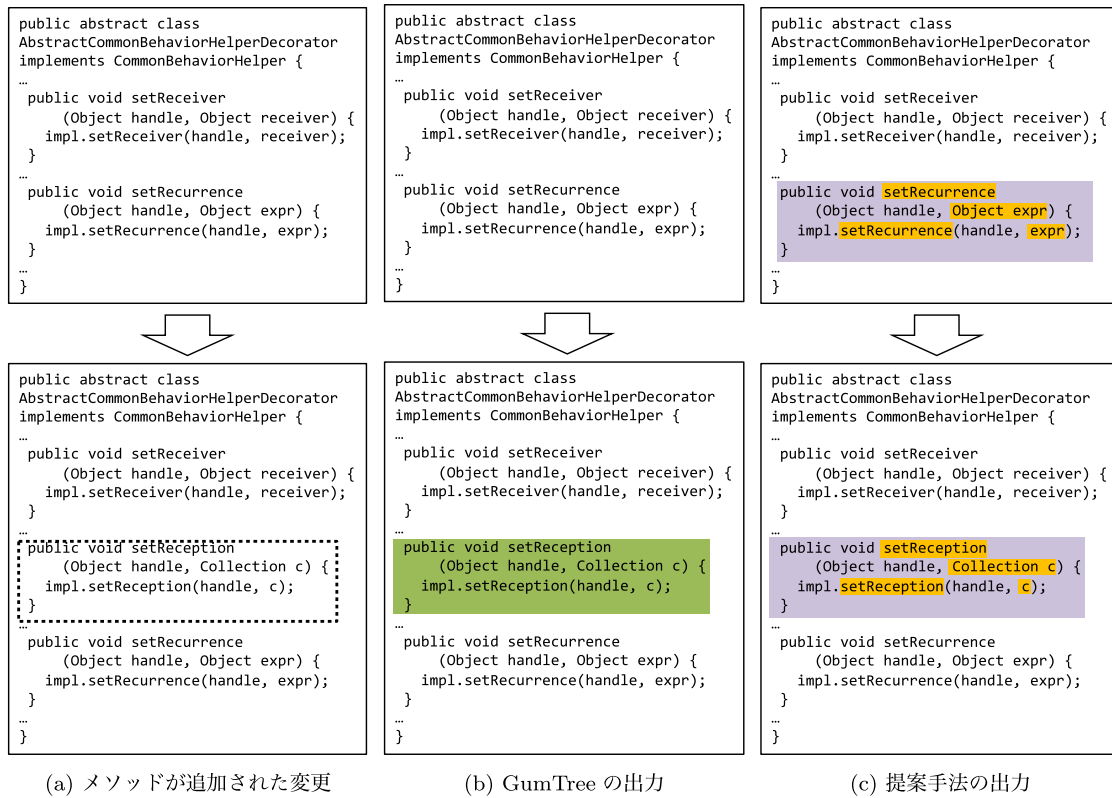 public abstract class
AbstractCommonBehaviorHelperDecorator
implements CommonBehaviorHelper {
…
public void setReceiver
(Object handle, Object receiver) {
impl.setReceiver(handle, receiver);
}
…
public void setRecurrence
(Object handle, Object expr) {
impl.setRecurrence(handle, expr);
}
…
}
public abstract class
AbstractCommonBehaviorHelperDecorator
implements CommonBehaviorHelper {
…
public void setReceiver
(Object handle, Object receiver) {
impl.setReceiver(handle, receiver);
}
…
public void setReception
(Object handle, Collection c) {
impl.setReception(handle, c);
}
…
public void setRecurrence
(Object handle, Object expr) {
impl.setRecurrence(handle, expr);
}
…
}
(a) メソッドが追加された変更
public abstract class
AbstractCommonBehaviorHelperDecorator
implements CommonBehaviorHelper {
…
public void setReceiver
(Object handle, Object receiver) {
impl.setReceiver(handle, receiver);
}
…
public void setRecurrence
(Object handle, Object expr) {
impl.setRecurrence(handle, expr);
}
…
}
public abstract class
AbstractCommonBehaviorHelperDecorator
implements CommonBehaviorHelper {
…
public void setReceiver
(Object handle, Object receiver) {
impl.setReceiver(handle, receiver);
}
…
public void setReception
(Object handle, Collection c) {
impl.setReception(handle, c);
}
…
public void setRecurrence
(Object handle, Object expr) {
impl.setRecurrence(handle, expr);
}
…
}
(b) GumTree の出力
public abstract class
AbstractCommonBehaviorHelperDecorator
implements CommonBehaviorHelper {
…
public void setReceiver
(Object handle, Object receiver) {
impl.setReceiver(handle, receiver);
}
…
public void setRecurrence
(Object handle, Object expr) {
impl.setRecurrence(handle, expr);
}
…
}
public abstract class
AbstractCommonBehaviorHelperDecorator
implements CommonBehaviorHelper {
…
public void setReceiver
(Object handle, Object receiver) {
impl.setReceiver(handle, receiver);
}
…
public void setReception
(Object handle, Collection c) {
impl.setReception(handle, c);
}
…
public void setRecurrence
(Object handle, Object expr) {
impl.setRecurrence(handle, expr);
}
…
}
(c) 提案手法の出力